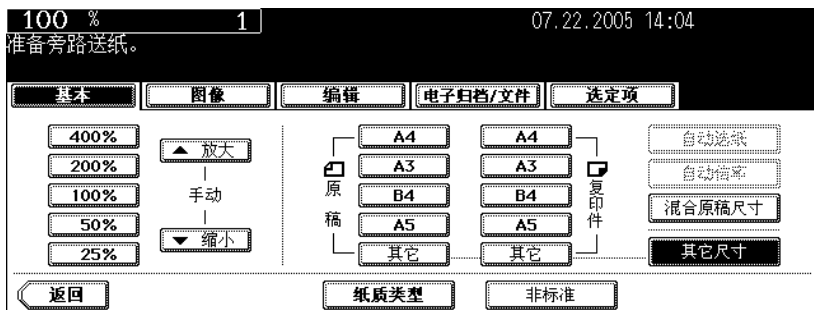 100 % 1 07.22.2005 14:04
准备旁路送纸。
基本 图像 编辑 电子归档/文件 选定项
400% 放大 A4 A4 自动选纸
200% A3 A3 自动倍率
100% 手动 原稿 B4 B4 复印件 混合原稿尺寸
50% 缩小 A5 A5
25% 其它 其它 其它尺寸
返回 纸质类型 非标准